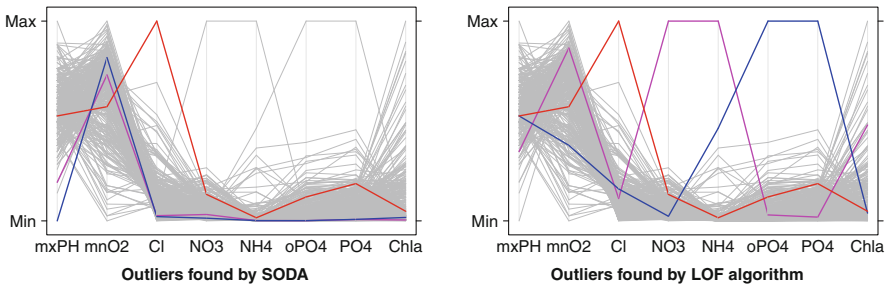 Max
Min
mxPH mnO2 Cl NO3 NH4 oPO4 PO4 Chla
Outliers found by SODA
Max
Min
mxPH mnO2 Cl NO3 NH4 oPO4 PO4 Chla
Outliers found by LOF algorithm